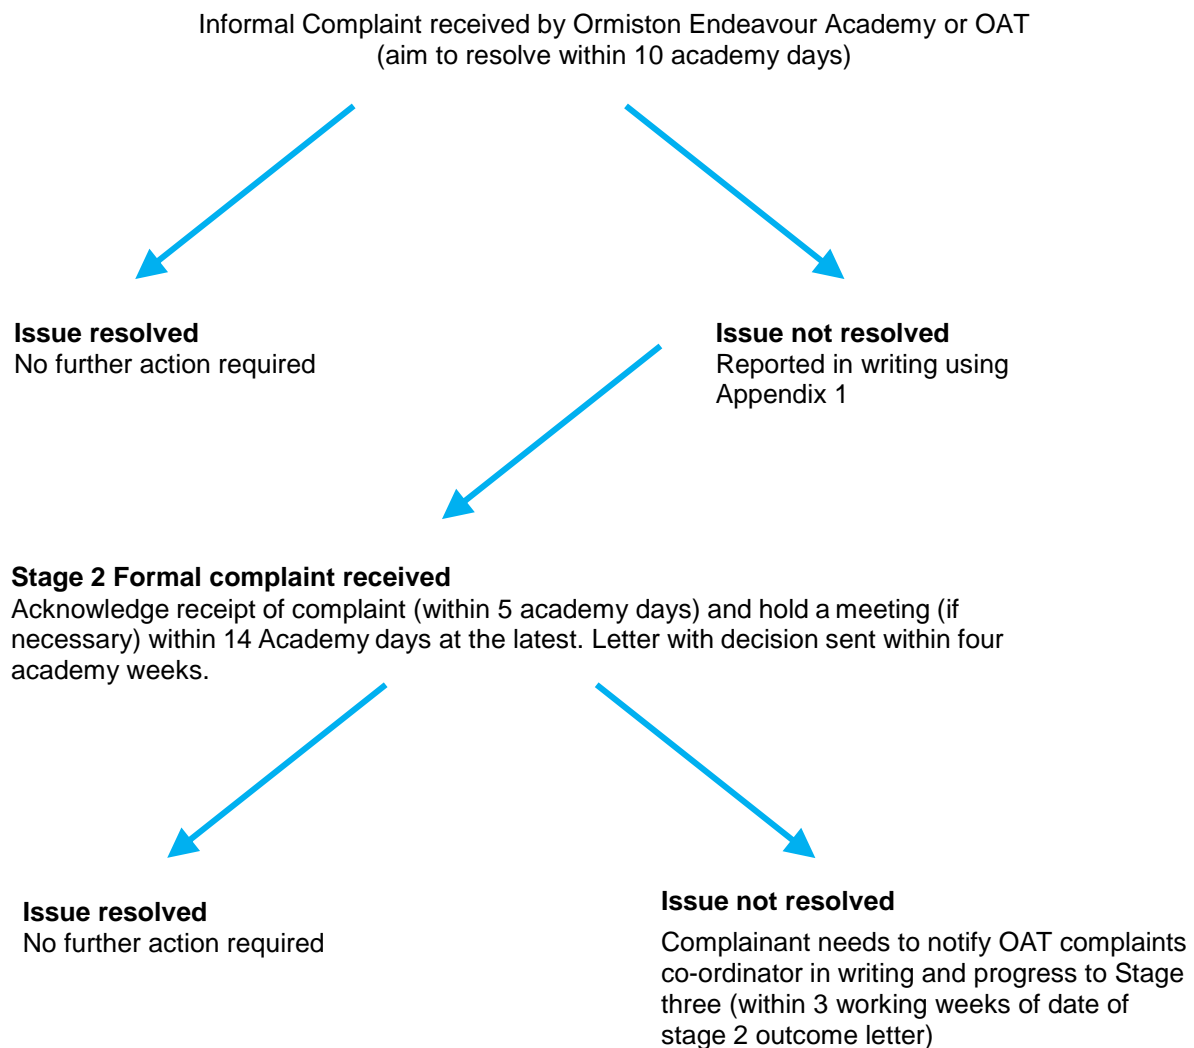 Informal Complaint received by Ormiston Endeavour Academy or OAT
(aim to resolve within 10 academy days)
Issue resolved
No further action required
Issue not resolved
Reported in writing using
Appendix 1
Stage 2 Formal complaint received
Acknowledge receipt of complaint (within 5 academy days) and hold a meeting (if
necessary) within 14 Academy days at the latest. Letter with decision sent within four
academy weeks.
Issue resolved
No further action required
Issue not resolved
Complainant needs to notify OAT complaints
co-ordinator in writing and progress to Stage
three (within 3 working weeks of date of
stage 2 outcome letter)